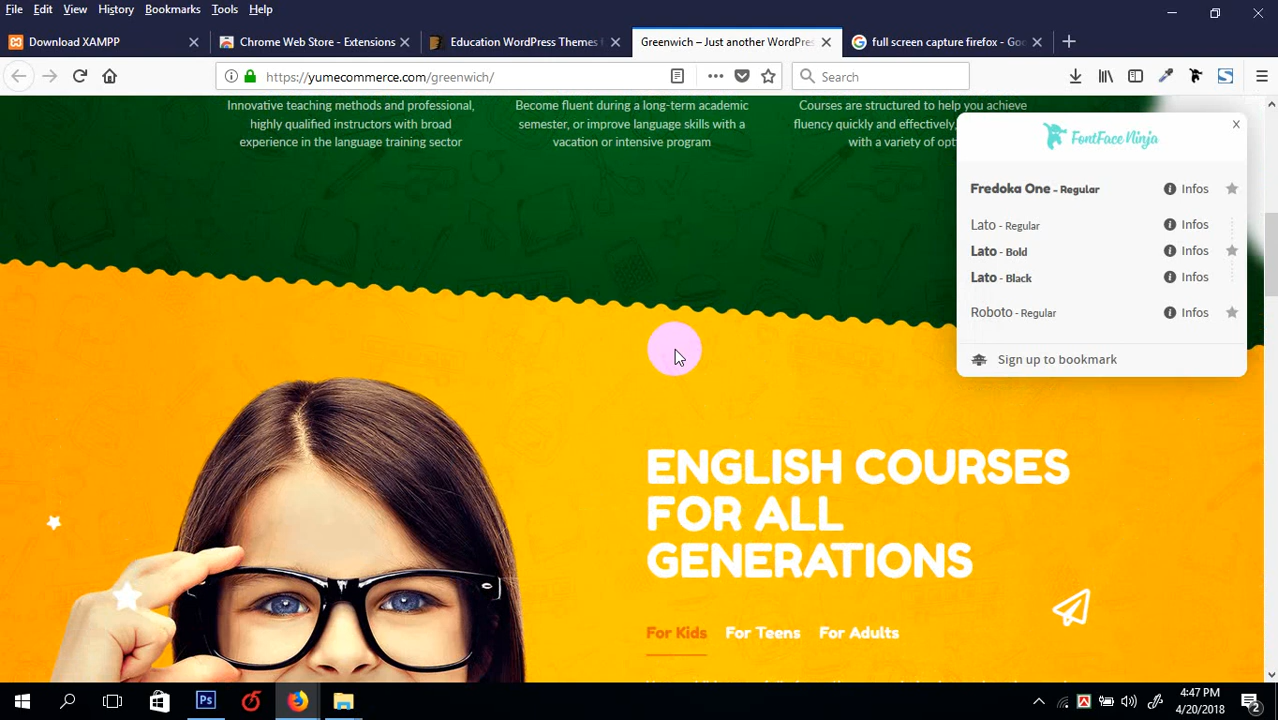 File Edit View History Bookmarks Tools Help
Download XAMPP
Chrome Web Store - Extensions
Education WordPress Themes f
Greenwich – Just another WordPres
full screen capture firefox - Goo
https://yumecommerce.com/greenwich/
Search
Innovative teaching methods and professional,
highly qualified instructors with broad
experience in the language training sector
Become fluent during a long-term academic
semester, or improve language skills with a
vacation or intensive program
Courses are structured to help you achieve
fluency quickly and effectively,
with a variety of opt
FontFace Ninja
x
Fredoka One - Regular Infos
Lato - Regular Infos
Lato - Bold Infos
Lato - Black Infos
Roboto - Regular Infos
Sign up to bookmark
ENGLISH COURSES
FOR ALL
GENERATIONS
For Kids For Teens For Adults
Ps
4:47 PM
4/20/2018
2